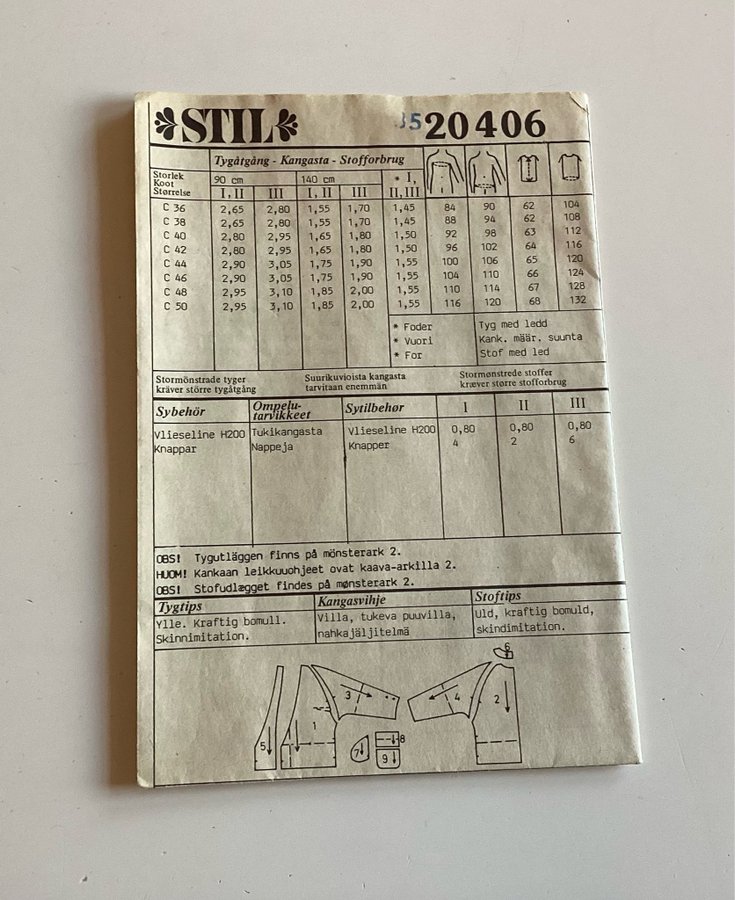 STIL 3520406
Tygåtgång - Kangasta - Stofforbrug
Storlek
Koot
Størrelse
90 cm 140 cm * I,
I, II III I, II III II, III
C 36 2,65 2,80 1,55 1,70 1,45 84 90 62 104
C 38 2,65 2,80 1,55 1,70 1,45 88 94 62 108
C 40 2,80 2,95 1,65 1,80 1,50 92 98 63 112
C 42 2,80 2,95 1,65 1,80 1,50 96 102 64 116
C 44 2,90 3,05 1,75 1,90 1,55 100 106 65 120
C 46 2,90 3,05 1,75 1,90 1,55 104 110 66 124
C 48 2,95 3,10 1,85 2,00 1,55 110 114 67 128
C 50 2,95 3,10 1,85 2,00 1,55 116 120 68 132
* Foder Tyg med ledd
* Vuori Kank. määr. suunta
* For Stof med led
Stormönstrade tyger
kräver större tygåtgång
Suurikuvioista kangasta
tarvitaan enemmän
Stormønstrede stoffer
kræver større stofforbrug
Sybehör Ompelu-
tarvikkeet Sytilbehør I II III
Vlieseline H200 Tukikangasta Vlieseline H200 0,80 0,80 0,80
Knappar Nappeja Knapper 4 2 6
OBS! Tygutläggen finns på mönsterark 2.
HUOM! Kankaan leikkuuohjeet ovat kaava-arkilla 2.
OBS! Stofudlægget findes på mønsterark 2.
Tygtips Kangasvihje Stoftips
Ylle. Kraftig bomull.
Skinnimitation.
Villa, tukeva puuvilla,
nahkajäljitelmä
Uld, kraftig bomuld,
skindimitation.
6
3 4 2
1
5 7 8
9